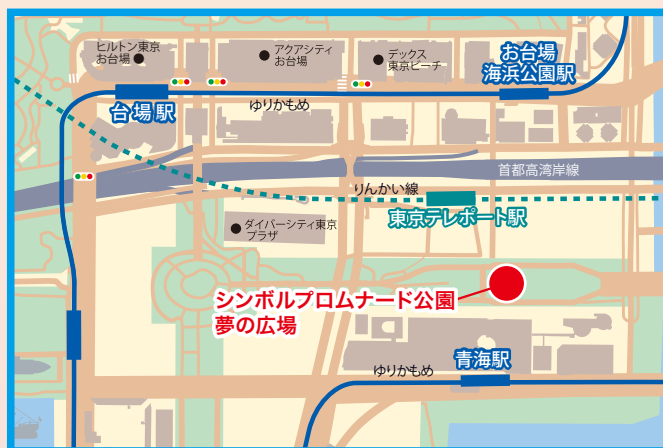 ヒルトン東京
お台場
アクアシティ
お台場
デックス
東京ビーチ
お台場
海浜公園駅
台場駅
ゆりかもめ
首都高湾岸線
りんかい線
東京テレポート駅
ダイバーシティ東京
プラザ
シンボルプロムナード公園
夢の広場
青海駅
ゆりかもめ